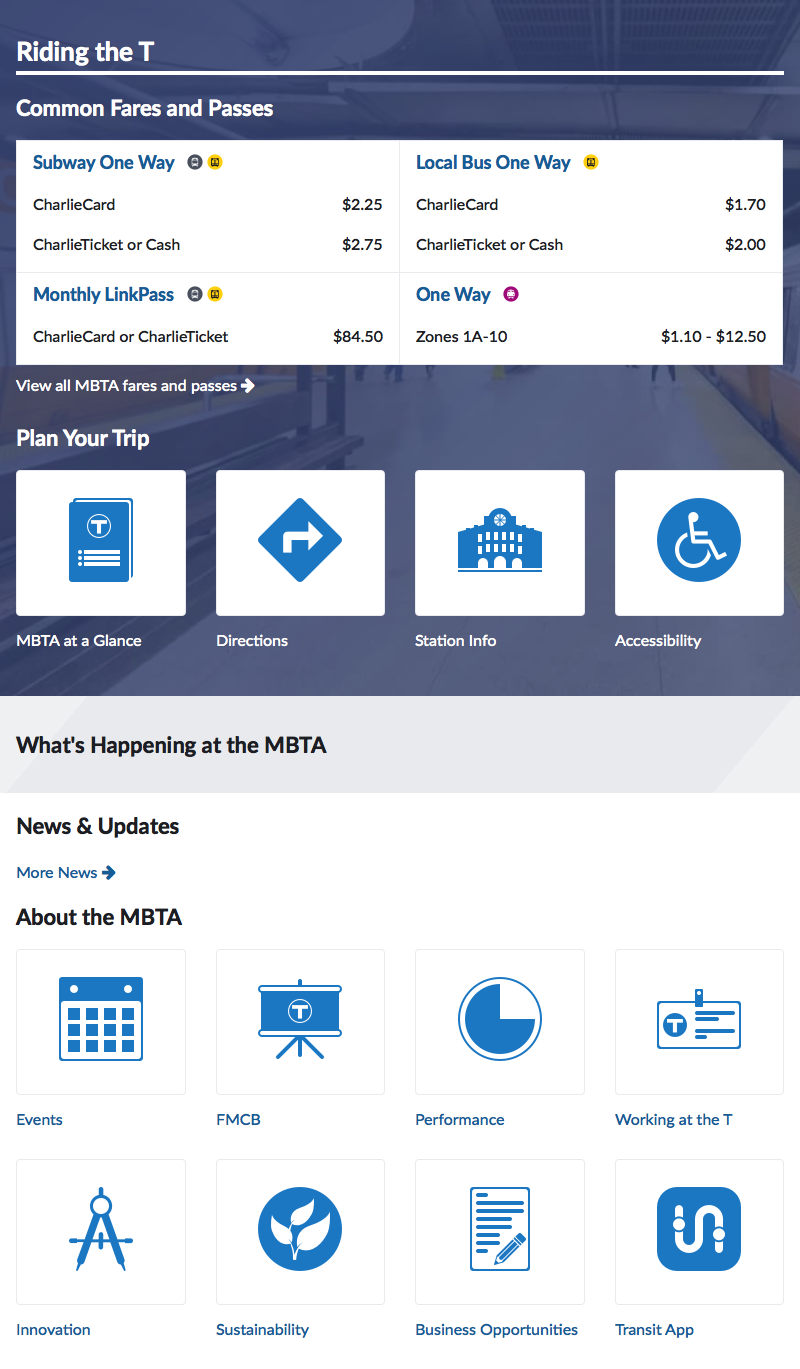 Riding the T
Common Fares and Passes
Subway One Way
CharlieCard $2.25
CharlieTicket or Cash $2.75
Local Bus One Way
CharlieCard $1.70
CharlieTicket or Cash $2.00
Monthly LinkPass
CharlieCard or CharlieTicket $84.50
One Way
Zones 1A-10 $1.10 - $12.50
View all MBTA fares and passes
Plan Your Trip
T
MBTA at a Glance
Directions
Station Info
Accessibility
What's Happening at the MBTA
News & Updates
More News
About the MBTA
T
T
Events
FMCB
Performance
Working at the T
Innovation
Sustainability
Business Opportunities
Transit App